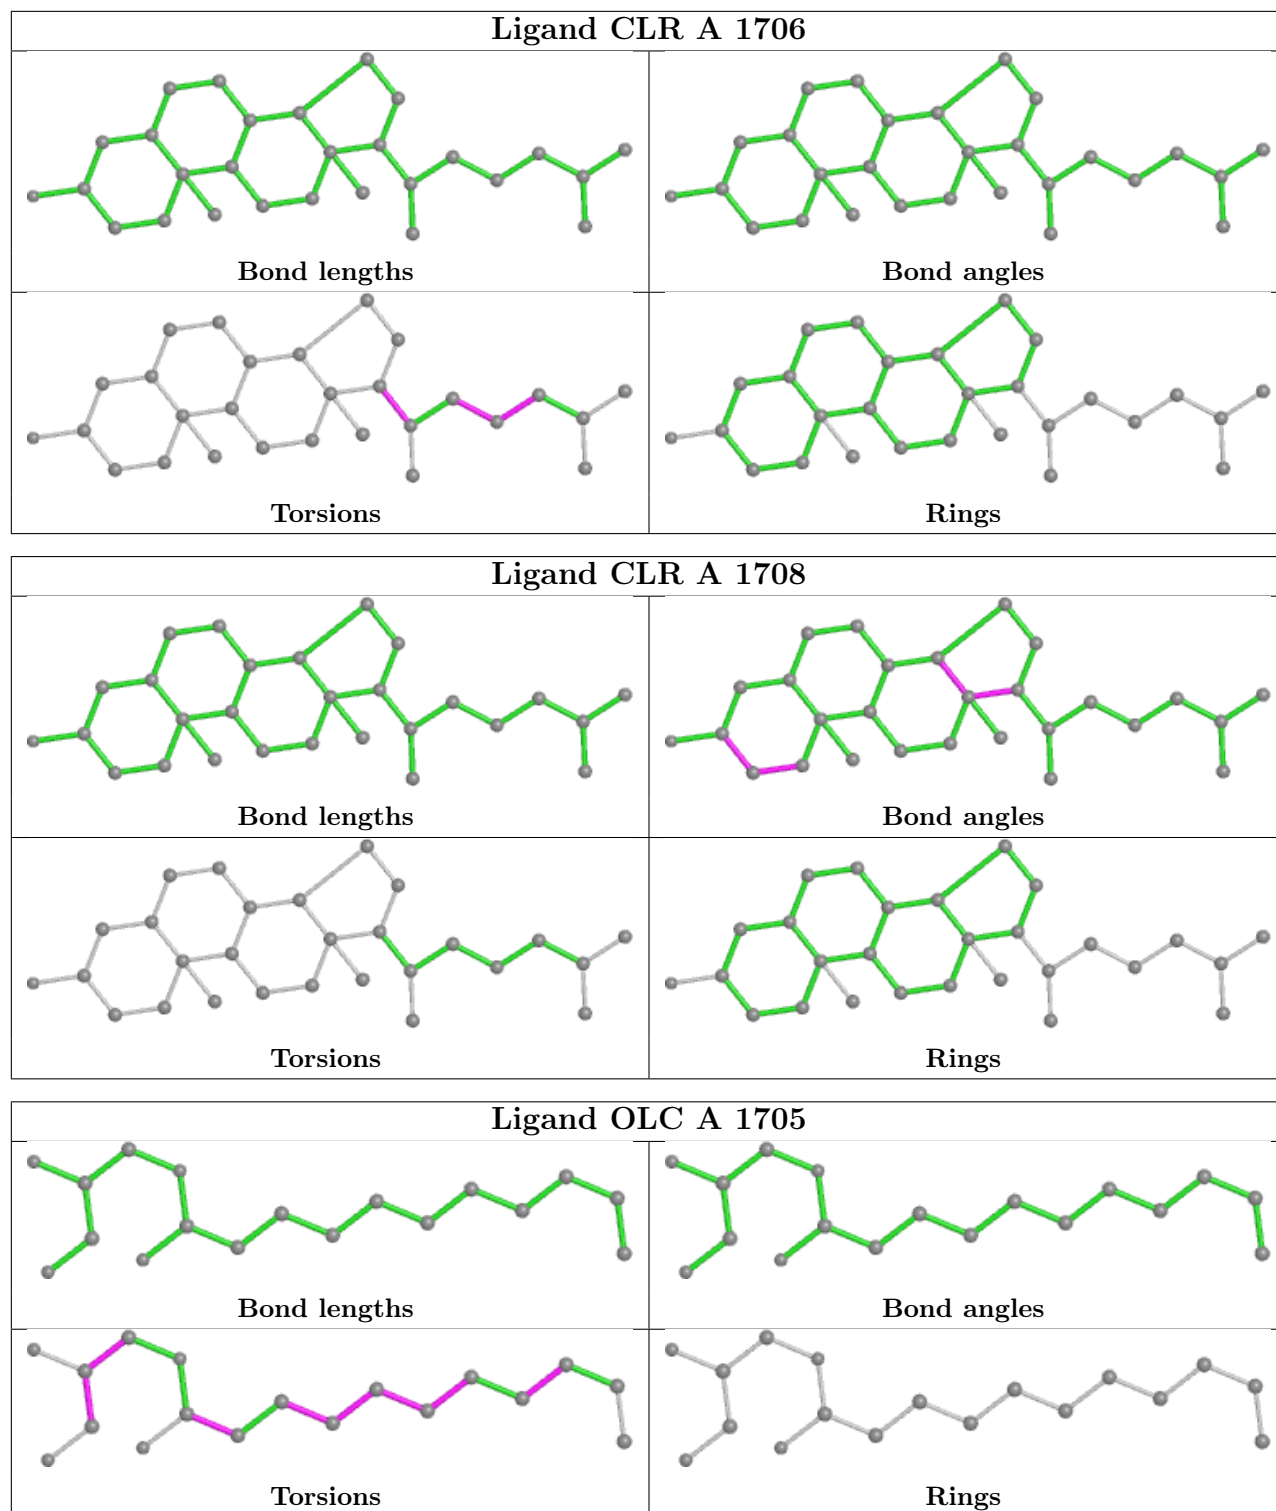 Ligand CLR A 1706
Bond lengths
Bond angles
Torsions
Rings
Ligand CLR A 1708
Bond lengths
Bond angles
Torsions
Rings
Ligand OLC A 1705
Bond lengths
Bond angles
Torsions
Rings